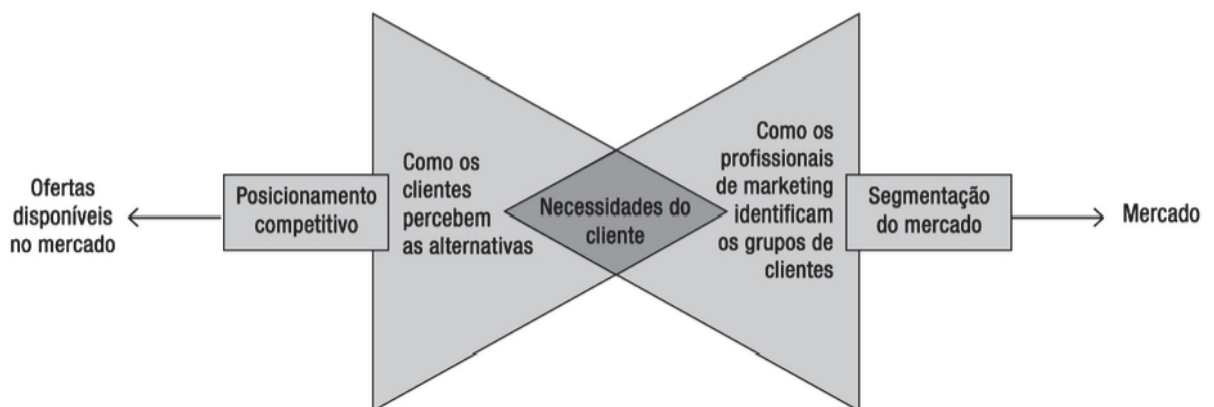 Ofertas
disponíveis
no mercado
Posicionamento
competitivo
Como os
clientes
percebem
as alternativas
Necessidades do
cliente
Como os
profissionais
de marketing
identificam
os grupos de
clientes
Segmentação
do mercado
Mercado